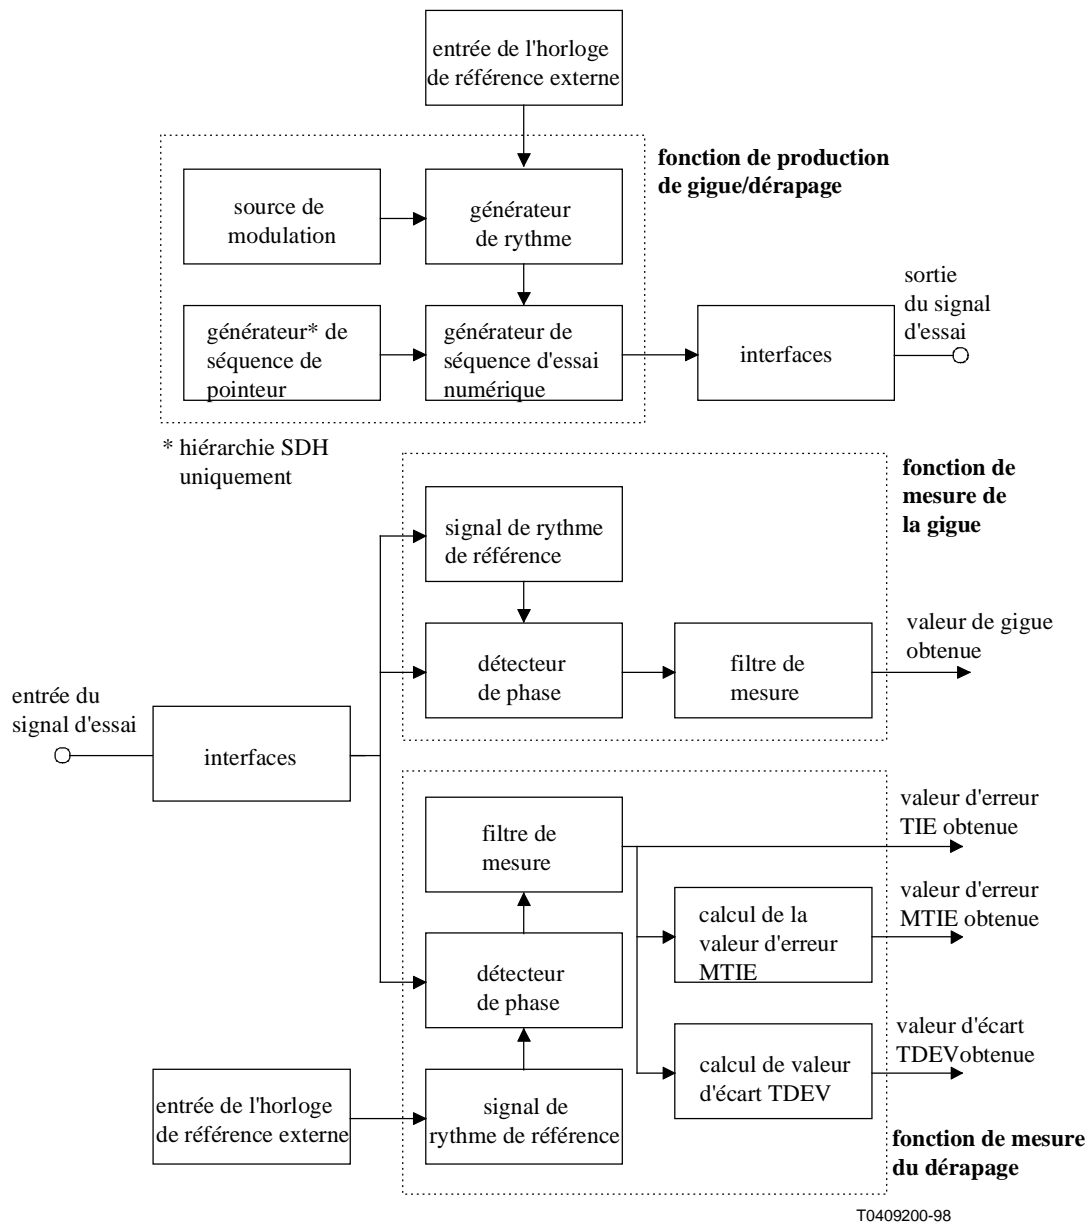 entrée de l'horloge
de référence externe
fonction de production
de gigue/dérapage
source de
modulation
générateur
de rythme
sortie
du signal
d'essai
générateur* de
séquence de
pointeur
générateur de
séquence d'essai
numérique
interfaces
* hiérarchie SDH
uniquement
fonction de
mesure de
la gigue
signal de rythme
de référence
valeur de gigue
obtenue
détecteur
de phase
filtre de
mesure
entrée du
signal d'essai
interfaces
valeur d'erreur
TIE obtenue
filtre de
mesure
valeur d'erreur
MTIE obtenue
calcul de la
valeur d'erreur
MTIE
détecteur
de phase
valeur d'écart
TDEVobtenue
calcul de valeur
d'écart TDEV
entrée de l'horloge
de référence externe
signal de
rythme de référence
fonction de mesure
du dérapage
T0409200-98